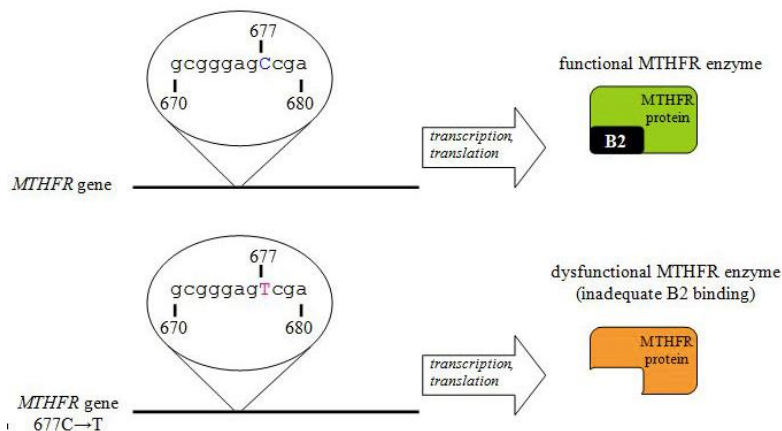 677
gcgggagCcga
670 680
MTHFR gene
transcription,
translation
functional MTHFR enzyme
MTHFR
protein
B2
677
gcgggagTcga
670 680
MTHFR gene
677C→T
transcription,
translation
dysfunctional MTHFR enzyme
(inadequate B2 binding)
MTHFR
protein